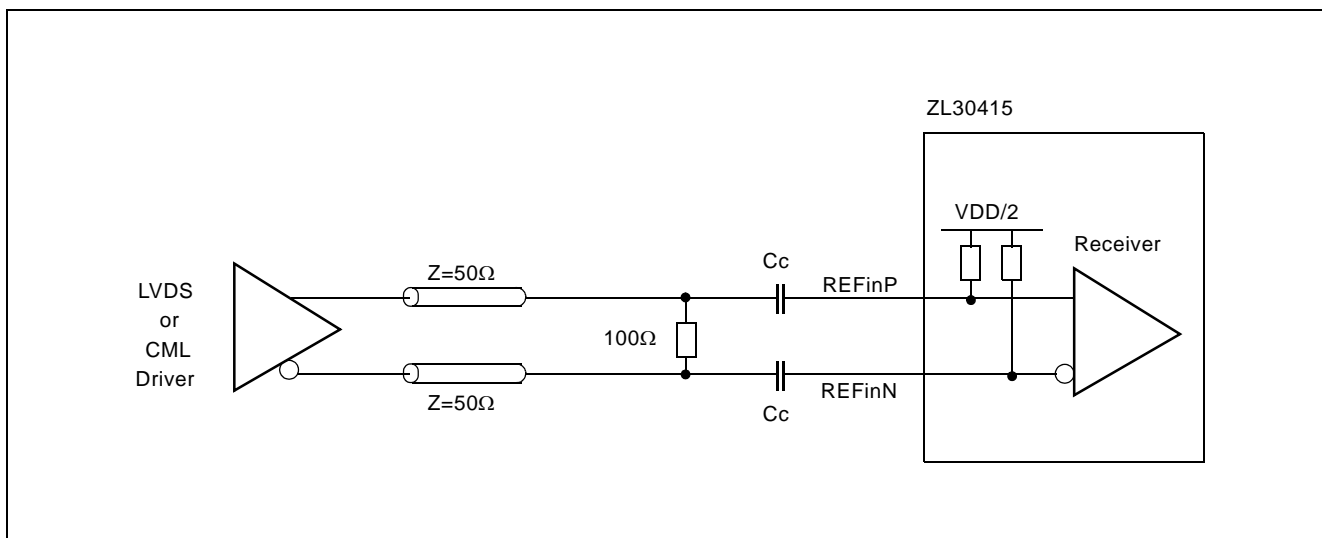 ZL30415
VDD/2
Receiver
Z=50Ω
Cc
REFinP
LVDS
or
CML
Driver
100Ω
REFinN
Z=50Ω
Cc